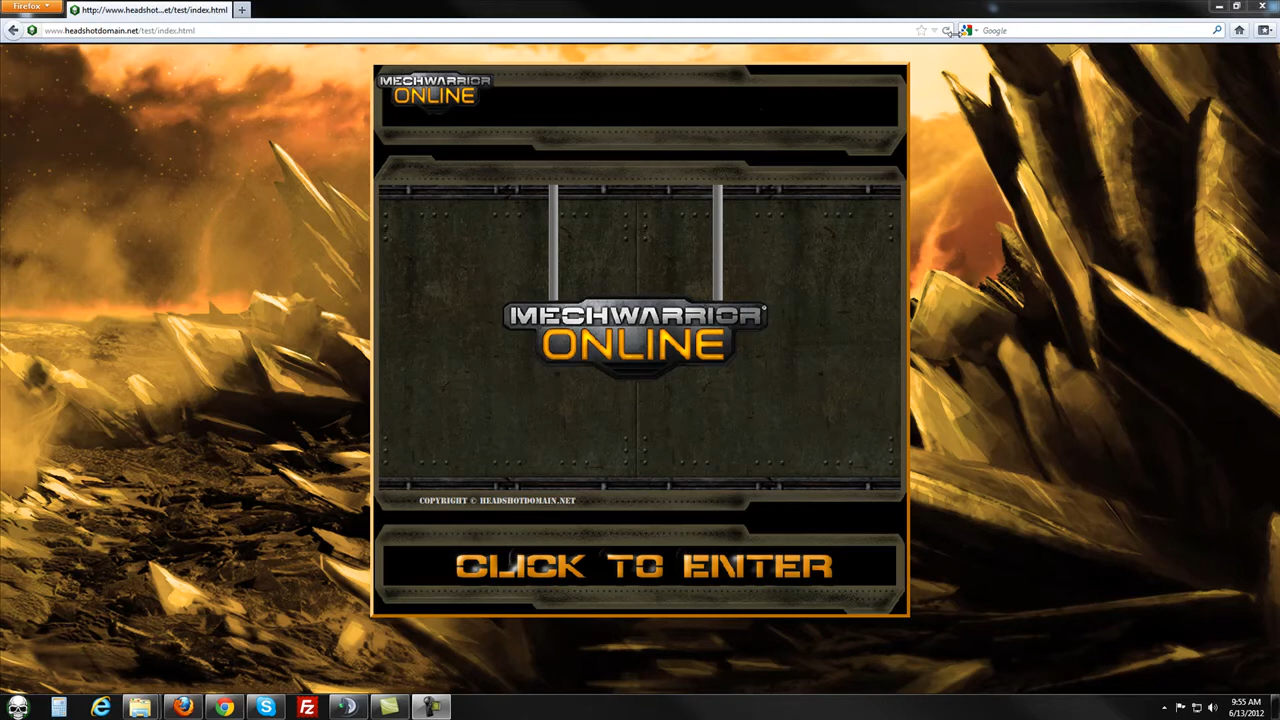 Firefox
http://www.headshot...et/test/index.html
www.headshotdomain.net/test/index.html
Google
MECHWARRIOR
ONLINE
MECHWARRIOR®
ONLINE
COPYRIGHT © HEADSHOTDOMAIN.NET
CLICK TO ENTER
9:55 AM
6/13/2012